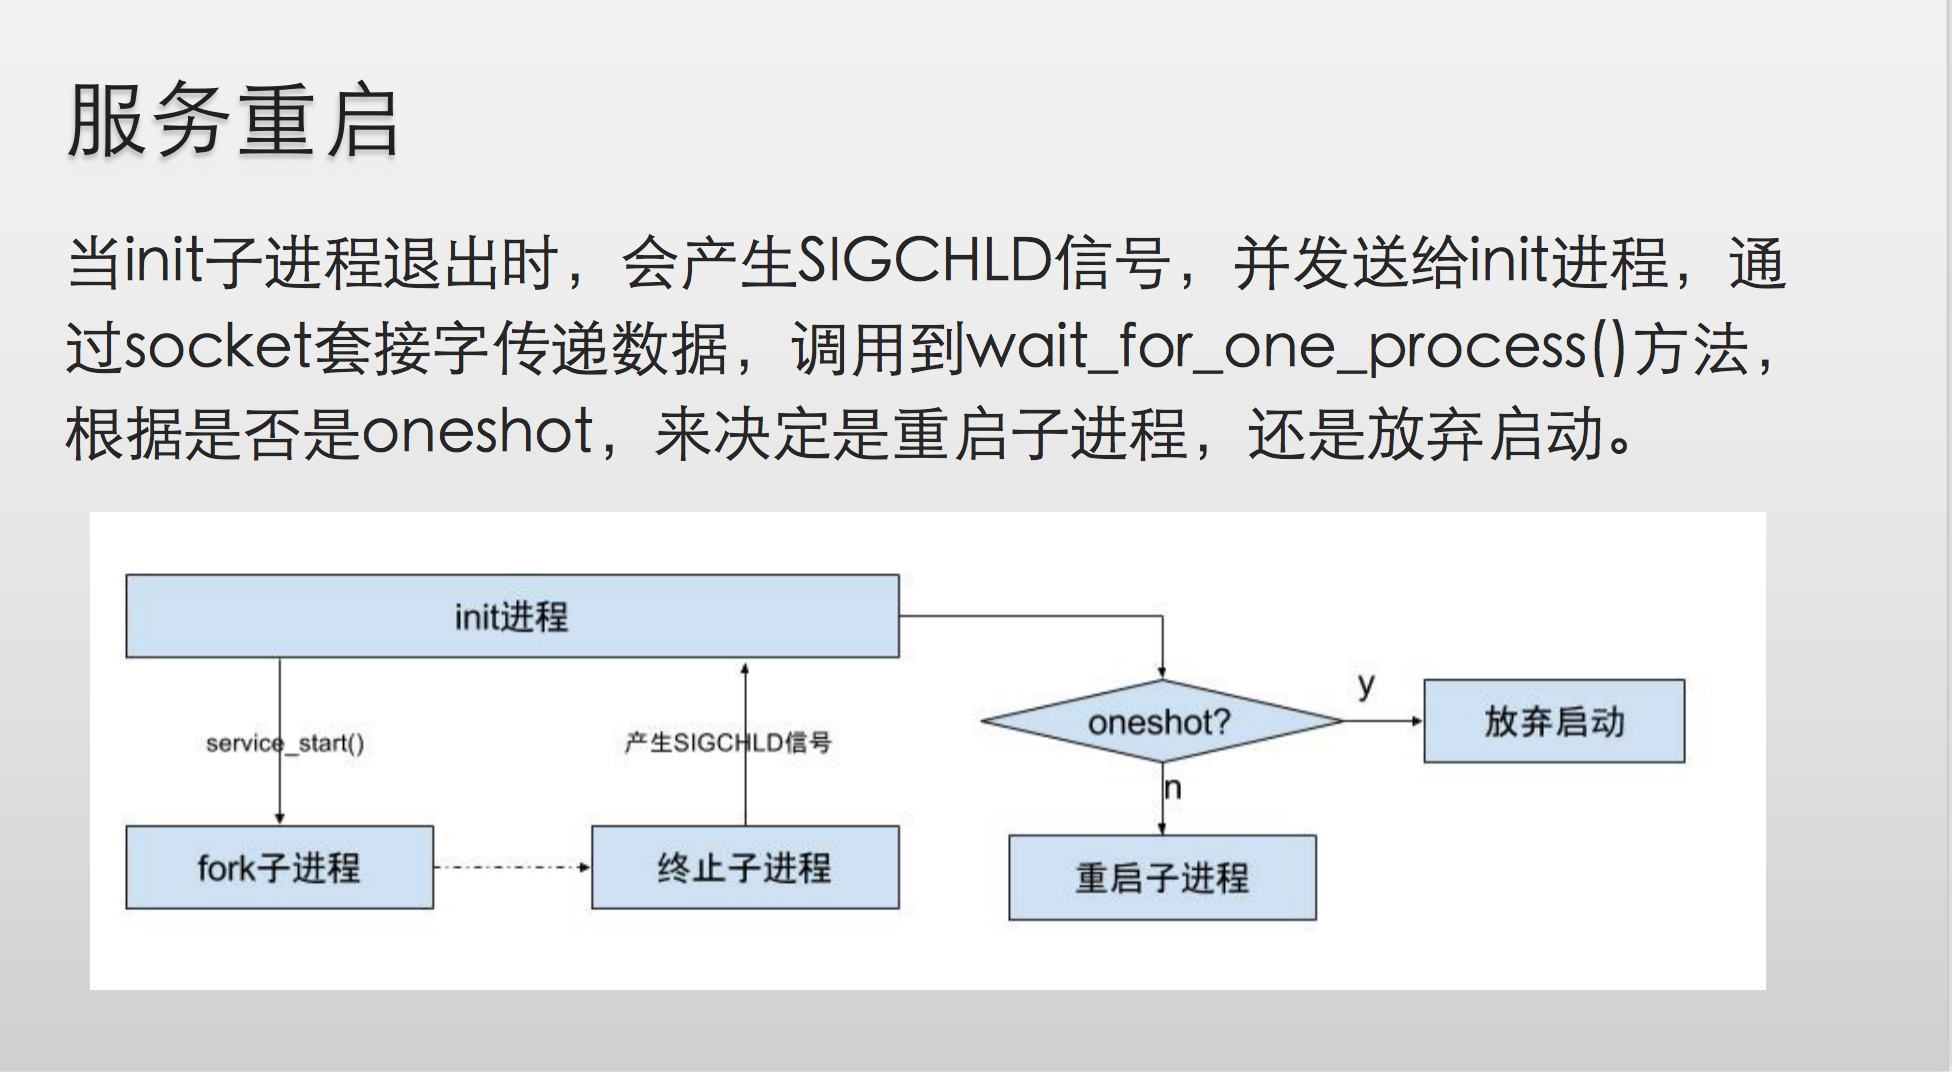 服务重启
当init子进程退出时，会产生SIGCHLD信号，并发送给init进程，通
过socket套接字传递数据，调用到wait_for_one_process()方法，
根据是否是oneshot，来决定是重启子进程，还是放弃启动。
init进程
service_start()
产生SIGCHLD信号
fork子进程
终止子进程
oneshot?
y
放弃启动
n
重启子进程